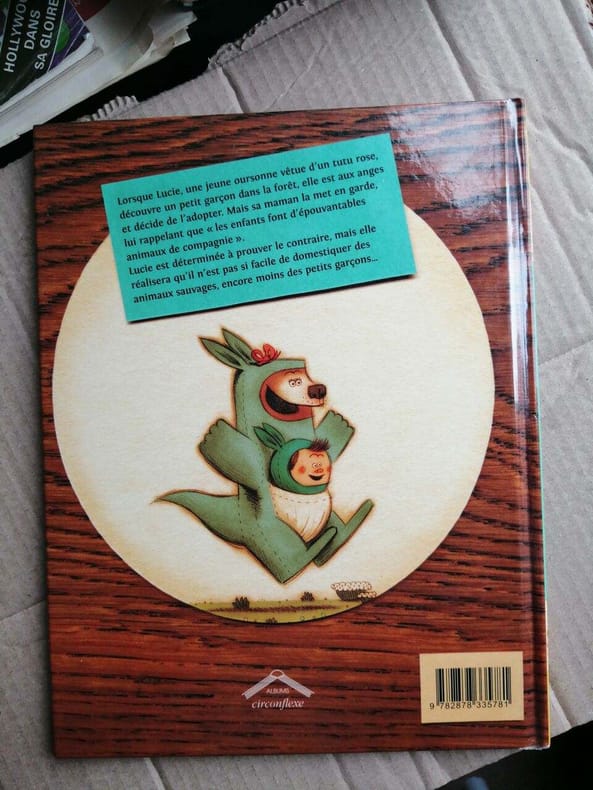 HOLLYWOOD
DANS
SA GLOIRE
Lorsque Lucie, une jeune oursonne vêtue d'un tutu rose,
découvre un petit garçon dans la forêt, elle est aux anges
et décide de l'adopter. Mais sa maman la met en garde,
lui rappelant que « les enfants font d'épouvantables
animaux de compagnie ».
Lucie est déterminée à prouver le contraire, mais elle
réalisera qu'il n'est pas si facile de domestiquer des
animaux sauvages, encore moins des petits garçons...
ALBUMS
circonflexe
9 782878 335781